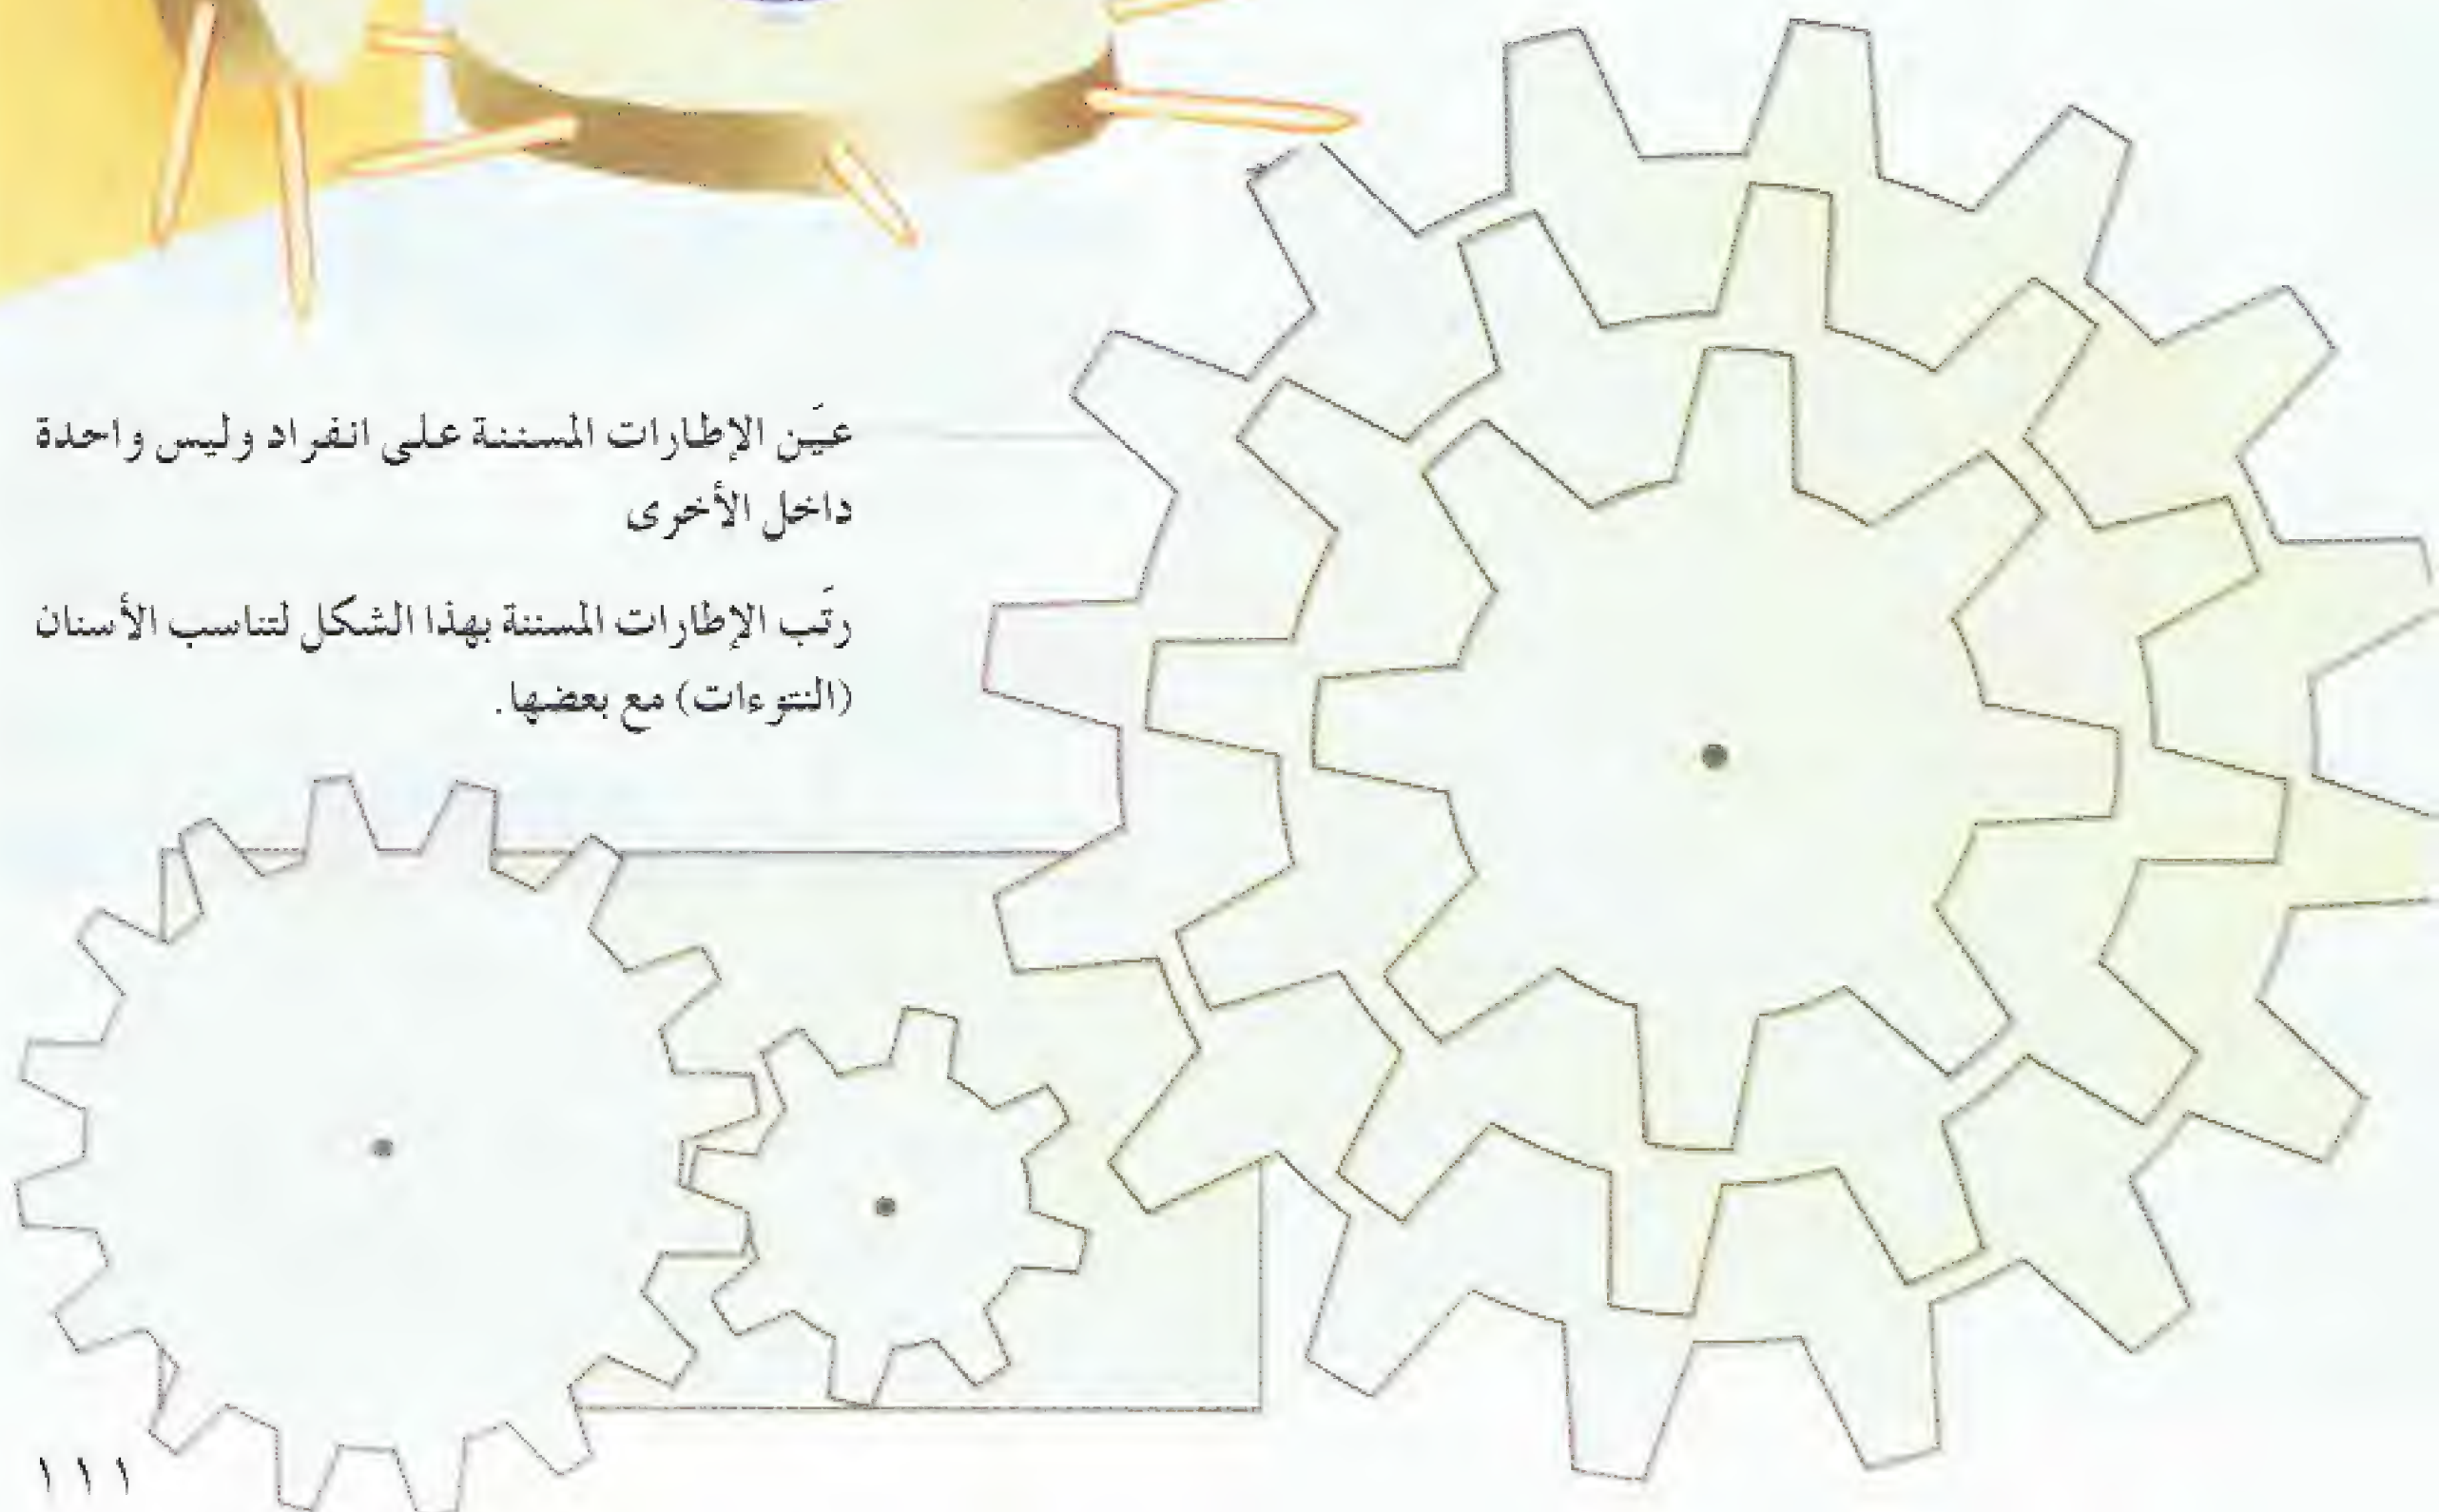 عيَن الإطارات المسننة على انفراد وليس واحدة
داخل الأخرى
رتَب الإطارات المسننة بهذا الشكل لتناسب الأسنان
(النتوءات) مع بعضها.
١١١